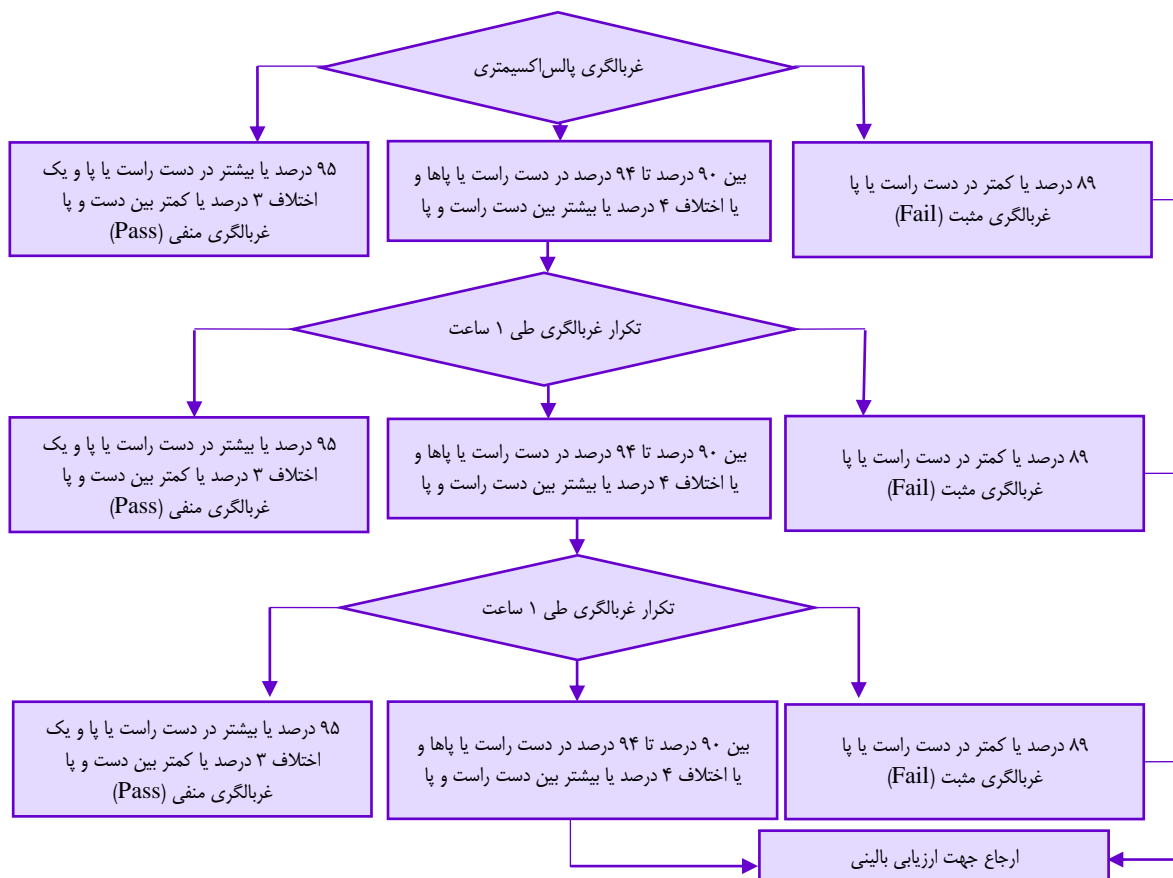 غربالگری پالس‌اکسیمتری
۸۹ درصد یا کمتر در دست راست یا پا
غربالگری مثبت (Fail)
بین ۹۰ درصد تا ۹۴ درصد در دست راست یا پاها و
یا اختلاف ۴ درصد یا بیشتر بین دست راست و پا
۹۵ درصد یا بیشتر در دست راست یا پا و یک
اختلاف ۳ درصد یا کمتر بین دست و پا
غربالگری منفی (Pass)
تکرار غربالگری طی ۱ ساعت
۸۹ درصد یا کمتر در دست راست یا پا
غربالگری مثبت (Fail)
بین ۹۰ درصد تا ۹۴ درصد در دست راست یا پاها و
یا اختلاف ۴ درصد یا بیشتر بین دست راست و پا
۹۵ درصد یا بیشتر در دست راست یا پا و یک
اختلاف ۳ درصد یا کمتر بین دست و پا
غربالگری منفی (Pass)
تکرار غربالگری طی ۱ ساعت
۸۹ درصد یا کمتر در دست راست یا پا
غربالگری مثبت (Fail)
بین ۹۰ درصد تا ۹۴ درصد در دست راست یا پاها و
یا اختلاف ۴ درصد یا بیشتر بین دست راست و پا
۹۵ درصد یا بیشتر در دست راست یا پا و یک
اختلاف ۳ درصد یا کمتر بین دست و پا
غربالگری منفی (Pass)
ارجاع جهت ارزیابی بالینی